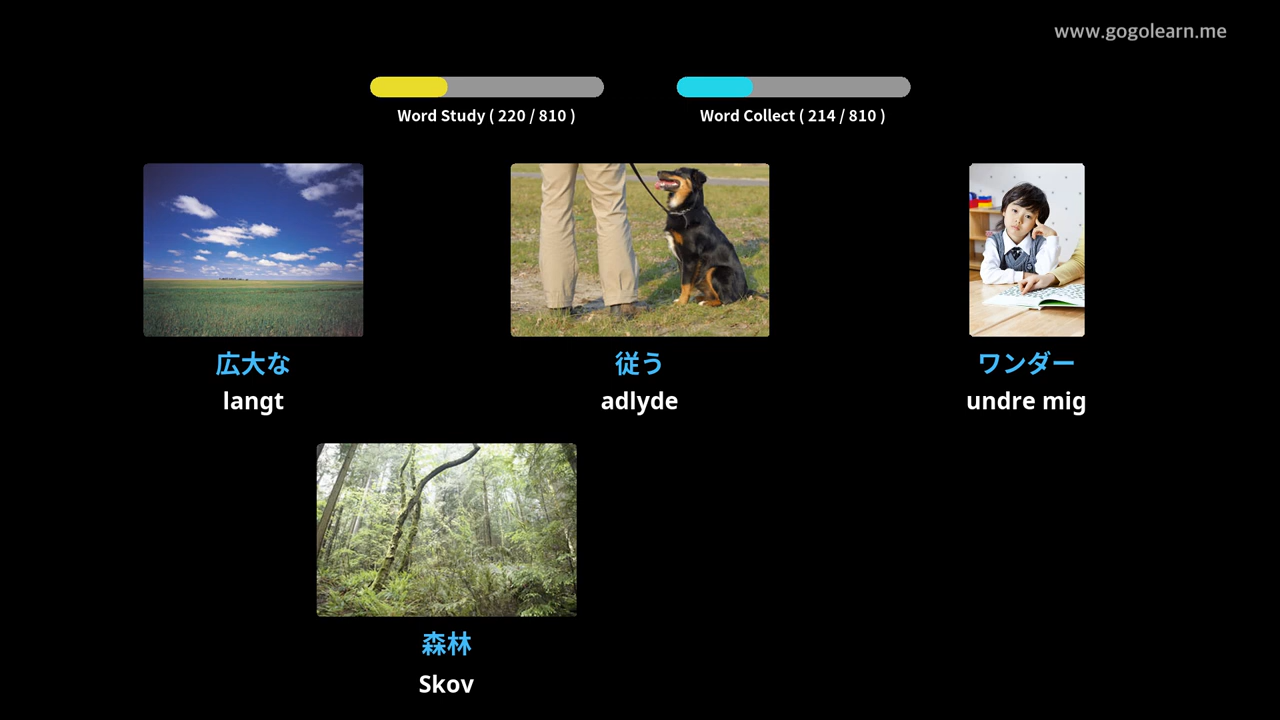 www.gogolearn.me
Word Study ( 220 / 810 )
Word Collect ( 214 / 810 )
広大な
langt
従う
adlyde
ワンダー
undre mig
森林
Skov